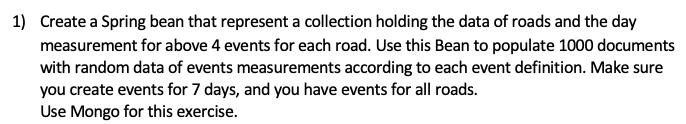 1) Create a Spring bean that represent a collection holding the data of roads and the day
measurement for above 4 events for each road. Use this Bean to populate 1000 documents
with random data of events measurements according to each event definition. Make sure
you create events for 7 days, and you have events for all roads.
Use Mongo for this exercise.